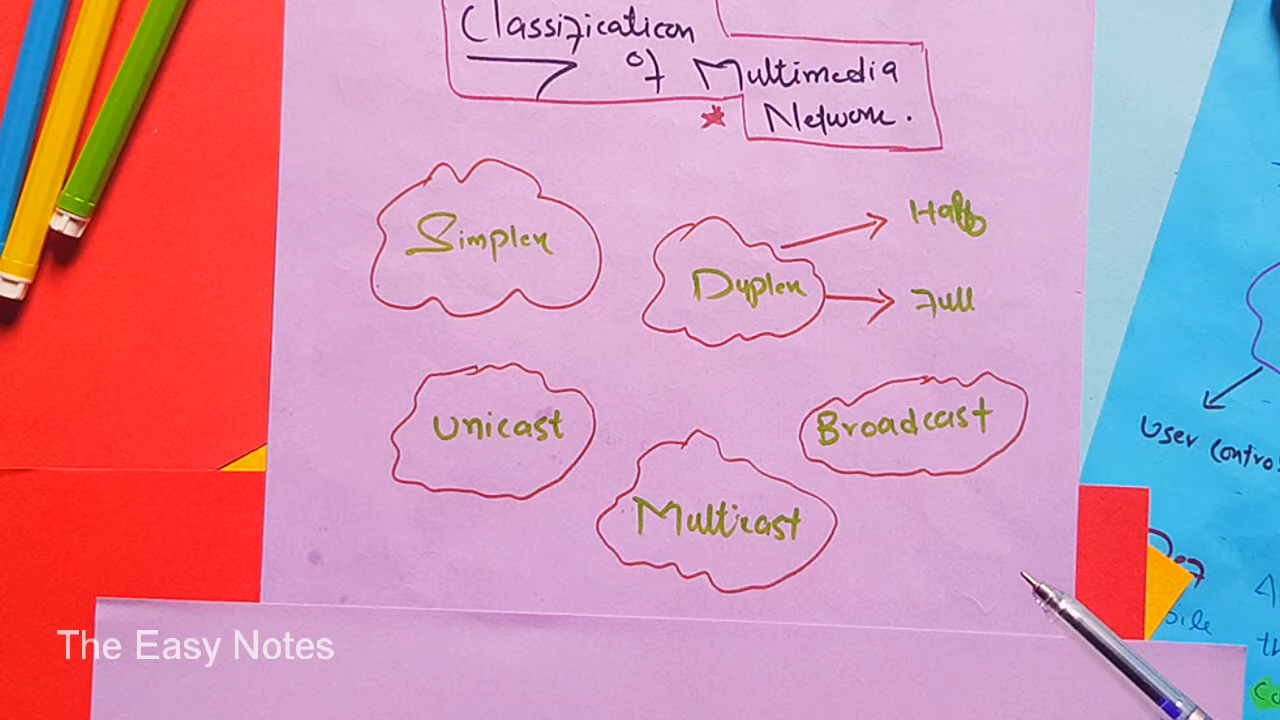 Classification
of Multimedia
Network.
Simplex
Duplex
Half
Full
Unicast
Broadcast
Multicast
User Control
The Easy Notes